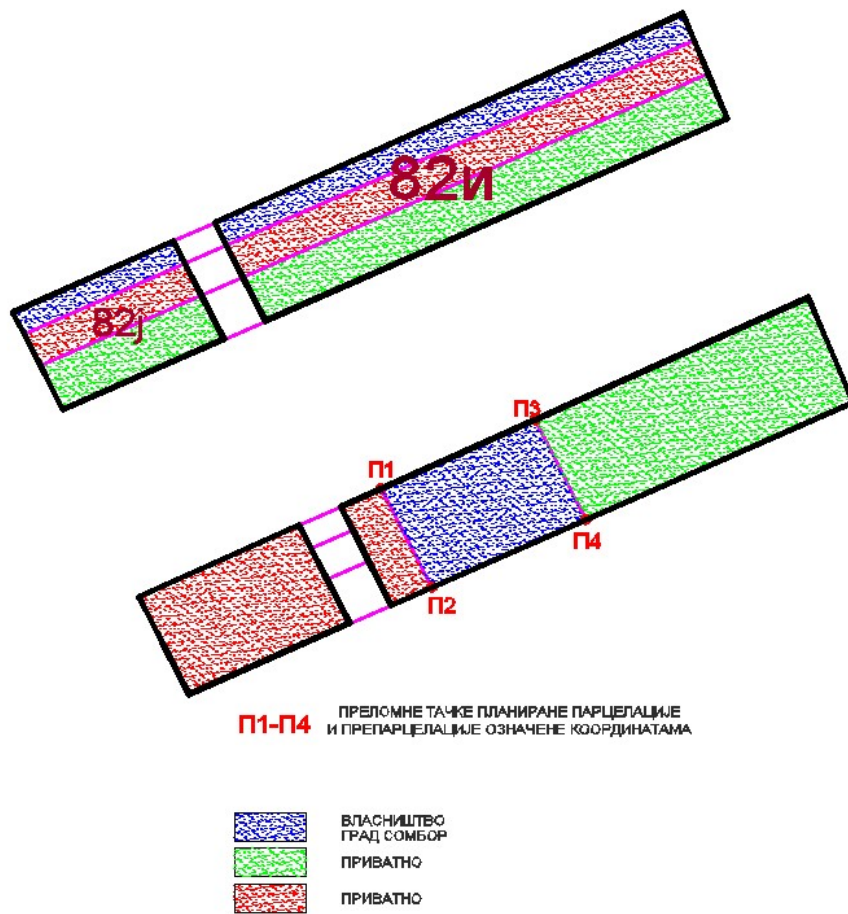 82и
82ј
П3
П1
П4
П2
П1-П4
ПРЕЛОМНЕ ТАЧКЕ ПЛАНИРАНЕ ПАРЦЕЛАЦИЈЕ
И ПРЕПАРЦЕЛАЦИЈЕ ОЗНАЧЕНЕ КООРДИНАТАМА
ВЛАСНИШТВО
ГРАД СОМБОР
ПРИВАТНО
ПРИВАТНО